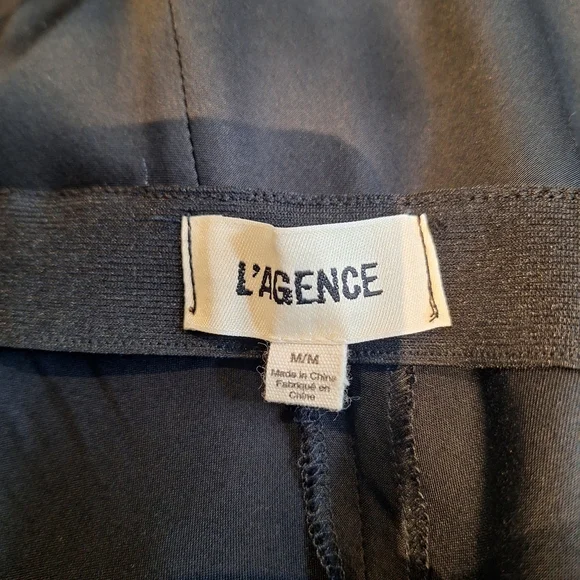 L'AGENCE
M/M
Made in China
Fabriqué en
Chine